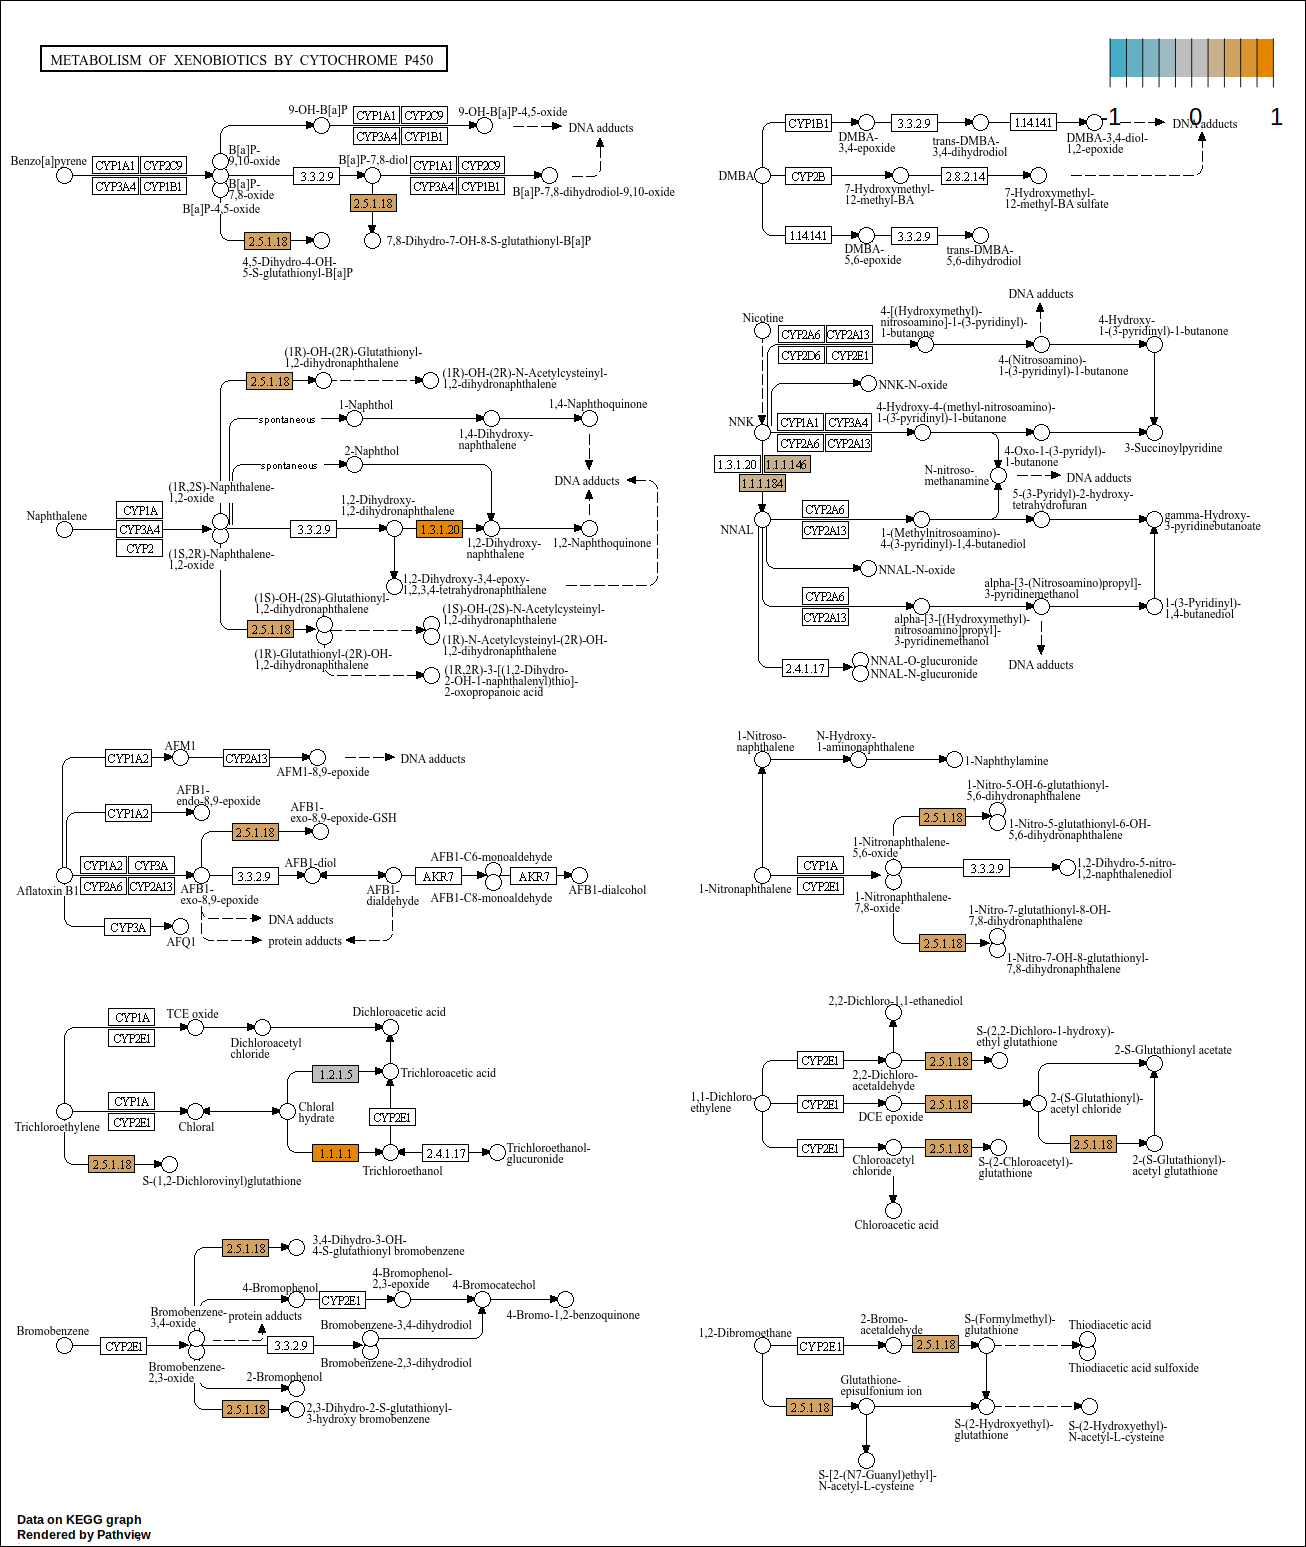 METABOLISM OF XENOBIOTICS BY CYTOCHROME P450
-1 0 1
9-OH-B[a]P
CYP1A1 CYP2C9
CYP3A4 CYP1B1
9-OH-B[a]P-4,5-oxide
DNA adducts
Benzo[a]pyrene
CYP1A1 CYP2C9
CYP3A4 CYP1B1
B[a]P-
9,10-oxide
B[a]P-
7,8-oxide
B[a]P-4,5-oxide
3.3.2.9
B[a]P-7,8-diol
CYP1A1 CYP2C9
CYP3A4 CYP1B1
B[a]P-7,8-dihydrodiol-9,10-oxide
2.5.1.18
7,8-Dihydro-7-OH-8-S-glutathionyl-B[a]P
2.5.1.18
4,5-Dihydro-4-OH-
5-S-glutathionyl-B[a]P
DMBA
CYP1B1
DMBA-
3,4-epoxide
3.3.2.9
trans-DMBA-
3,4-dihydrodiol
1.14.14.1
DMBA-3,4-diol-
1,2-epoxide
DNA adducts
CYP2B
7-Hydroxymethyl-
12-methyl-BA
2.8.2.14
7-Hydroxymethyl-
12-methyl-BA sulfate
1.14.14.1
DMBA-
5,6-epoxide
3.3.2.9
trans-DMBA-
5,6-dihydrodiol
(1R)-OH-(2R)-Glutathionyl-
1,2-dihydronaphthalene
2.5.1.18
(1R)-OH-(2R)-N-Acetylcysteinyl-
1,2-dihydronaphthalene
spontaneous
1-Naphthol
1,4-Dihydroxy-
naphthalene
1,4-Naphthoquinone
spontaneous
2-Naphthol
DNA adducts
(1R,2S)-Naphthalene-
1,2-oxide
Naphthalene
CYP1A
CYP3A4
CYP2
(1S,2R)-Naphthalene-
1,2-oxide
3.3.2.9
1,2-Dihydroxy-
1,2-dihydronaphthalene
1.3.1.20
1,2-Dihydroxy-
naphthalene
1,2-Naphthoquinone
1,2-Dihydroxy-3,4-epoxy-
1,2,3,4-tetrahydronaphthalene
(1S)-OH-(2S)-Glutathionyl-
1,2-dihydronaphthalene
2.5.1.18
(1R)-Glutathionyl-(2R)-OH-
1,2-dihydronaphthalene
(1S)-OH-(2S)-N-Acetylcysteinyl-
1,2-dihydronaphthalene
(1R)-N-Acetylcysteinyl-(2R)-OH-
1,2-dihydronaphthalene
(1R,2R)-3-[(1,2-Dihydro-
2-OH-1-naphthalenyl)thio]-
2-oxopropanoic acid
Nicotine
CYP2A6 CYP2A13
CYP2D6 CYP2E1
4-[(Hydroxymethyl)-
nitrosoamino]-1-(3-pyridinyl)-
1-butanone
DNA adducts
4-(Nitrosoamino)-
1-(3-pyridinyl)-1-butanone
4-Hydroxy-
1-(3-pyridinyl)-1-butanone
NNK-N-oxide
NNK
CYP1A1 CYP3A4
CYP2A6 CYP2A13
4-Hydroxy-4-(methyl-nitrosoamino)-
1-(3-pyridinyl)-1-butanone
4-Oxo-1-(3-pyridyl)-
1-butanone
3-Succinoylpyridine
1.3.1.20 1.1.1.146
1.1.1.184
N-nitroso-
methanamine
DNA adducts
NNAL
CYP2A6
CYP2A13
1-(Methylnitrosoamino)-
4-(3-pyridinyl)-1,4-butanediol
5-(3-Pyridyl)-2-hydroxy-
tetrahydrofuran
gamma-Hydroxy-
3-pyridinebutanoate
NNAL-N-oxide
CYP2A6
CYP2A13
alpha-[3-[(Hydroxymethyl)-
nitrosoamino]propyl]-
3-pyridinemethanol
alpha-[3-(Nitrosoamino)propyl]-
3-pyridinemethanol
1-(3-Pyridinyl)-
1,4-butanediol
DNA adducts
2.4.1.17
NNAL-O-glucuronide
NNAL-N-glucuronide
CYP1A2
AFM1
CYP2A13
AFM1-8,9-epoxide
DNA adducts
CYP1A2
AFB1-
endo-8,9-epoxide
2.5.1.18
AFB1-
exo-8,9-epoxide-GSH
Aflatoxin B1
CYP1A2 CYP3A
CYP2A6 CYP2A13
AFB1-
exo-8,9-epoxide
3.3.2.9
AFB1-diol
AFB1-
dialdehyde
AKR7
AFB1-C6-monoaldehyde
AFB1-C8-monoaldehyde
AKR7
AFB1-dialcohol
CYP3A
AFQ1
DNA adducts
protein adducts
1-Nitroso-
naphthalene
N-Hydroxy-
1-aminonaphthalene
1-Naphthylamine
1-Nitronaphthalene
CYP1A
CYP2E1
1-Nitronaphthalene-
5,6-oxide
1-Nitronaphthalene-
7,8-oxide
2.5.1.18
1-Nitro-5-OH-6-glutathionyl-
5,6-dihydronaphthalene
1-Nitro-5-glutathionyl-6-OH-
5,6-dihydronaphthalene
3.3.2.9
1,2-Dihydro-5-nitro-
1,2-naphthalenediol
2.5.1.18
1-Nitro-7-glutathionyl-8-OH-
7,8-dihydronaphthalene
1-Nitro-7-OH-8-glutathionyl-
7,8-dihydronaphthalene
Trichloroethylene
CYP1A
CYP2E1
TCE oxide
Dichloroacetyl
chloride
Dichloroacetic acid
CYP1A
CYP2E1
Chloral
Chloral
hydrate
1.2.1.5
Trichloroacetic acid
CYP2E1
1.1.1.1
Trichloroethanol
2.4.1.17
Trichloroethanol-
glucuronide
2.5.1.18
S-(1,2-Dichlorovinyl)glutathione
1,1-Dichloro-
ethylene
2,2-Dichloro-1,1-ethanediol
CYP2E1
2,2-Dichloro-
acetaldehyde
2.5.1.18
S-(2,2-Dichloro-1-hydroxy)-
ethyl glutathione
CYP2E1
DCE epoxide
2.5.1.18
2-(S-Glutathionyl)-
acetyl chloride
2-S-Glutathionyl acetate
CYP2E1
Chloroacetyl
chloride
2.5.1.18
S-(2-Chloroacetyl)-
glutathione
2.5.1.18
2-(S-Glutathionyl)-
acetyl glutathione
Chloroacetic acid
Bromobenzene
CYP2E1
Bromobenzene-
3,4-oxide
Bromobenzene-
2,3-oxide
2.5.1.18
3,4-Dihydro-3-OH-
4-S-glutathionyl bromobenzene
4-Bromophenol
CYP2E1
4-Bromophenol-
2,3-epoxide
4-Bromocatechol
4-Bromo-1,2-benzoquinone
protein adducts
3.3.2.9
Bromobenzene-3,4-dihydrodiol
Bromobenzene-2,3-dihydrodiol
2-Bromophenol
2.5.1.18
2,3-Dihydro-2-S-glutathionyl-
3-hydroxy bromobenzene
1,2-Dibromoethane
CYP2E1
2-Bromo-
acetaldehyde
2.5.1.18
S-(Formylmethyl)-
glutathione
Thiodiacetic acid
Thiodiacetic acid sulfoxide
2.5.1.18
Glutathione-
episulfonium ion
S-(2-Hydroxyethyl)-
glutathione
S-(2-Hydroxyethyl)-
N-acetyl-L-cysteine
S-[2-(N7-Guanyl)ethyl]-
N-acetyl-L-cysteine
Data on KEGG graph
Rendered by Pathview